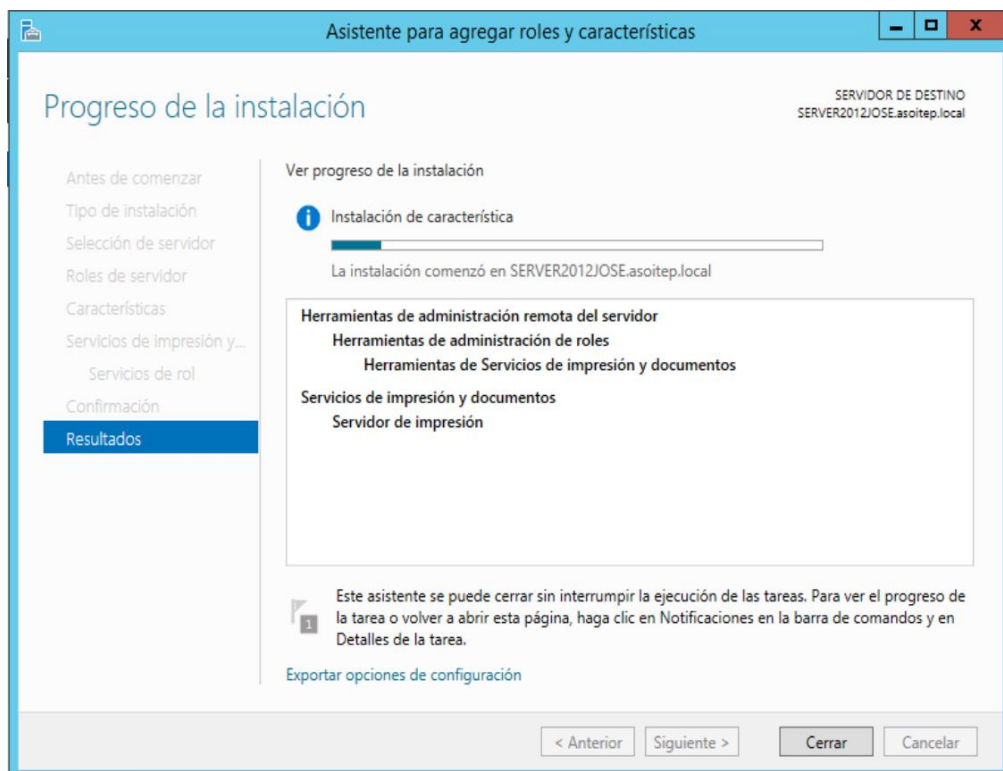 Asistente para agregar roles y características
Progreso de la instalación
SERVIDOR DE DESTINO
SERVER2012JOSE.asoitep.local
Antes de comenzar
Tipo de instalación
Selección de servidor
Roles de servidor
Características
Servicios de impresión y...
Servicios de rol
Confirmación
Resultados
Ver progreso de la instalación
Instalación de característica
La instalación comenzó en SERVER2012JOSE.asoitep.local
Herramientas de administración remota del servidor
Herramientas de administración de roles
Herramientas de Servicios de impresión y documentos
Servicios de impresión y documentos
Servidor de impresión
1
Este asistente se puede cerrar sin interrumpir la ejecución de las tareas. Para ver el progreso de
la tarea o volver a abrir esta página, haga clic en Notificaciones en la barra de comandos y en
Detalles de la tarea.
Exportar opciones de configuración
< Anterior
Siguiente >
Cerrar
Cancelar